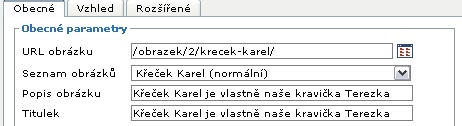 Obecné Vzhled Rozšířené
Obecné parametry
URL obrázku /obrazek/2/krecek-karel/
Seznam obrázků Křeček Karel (normální)
Popis obrázku Křeček Karel je vlastně naše kravička Terezka
Titulek Křeček Karel je vlastně naše kravička Terezka